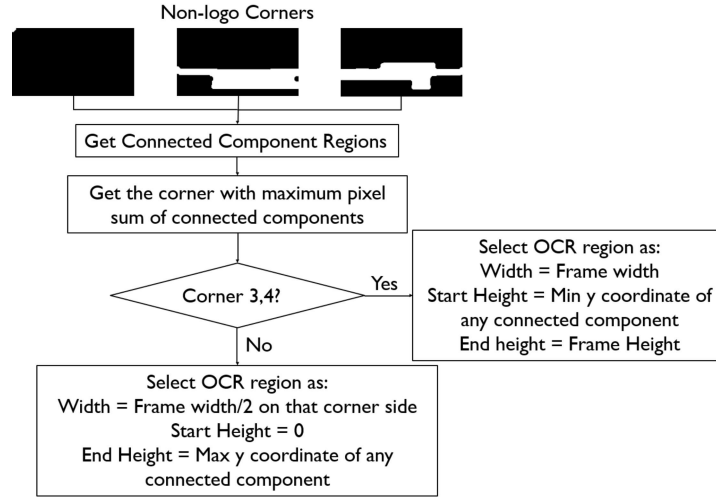 Non-logo Corners
Get Connected Component Regions
Get the corner with maximum pixel
sum of connected components
Corner 3,4?
Yes
Select OCR region as:
Width = Frame width
Start Height = Min y coordinate of
any connected component
End height = Frame Height
No
Select OCR region as:
Width = Frame width/2 on that corner side
Start Height = 0
End Height = Max y coordinate of any
connected component